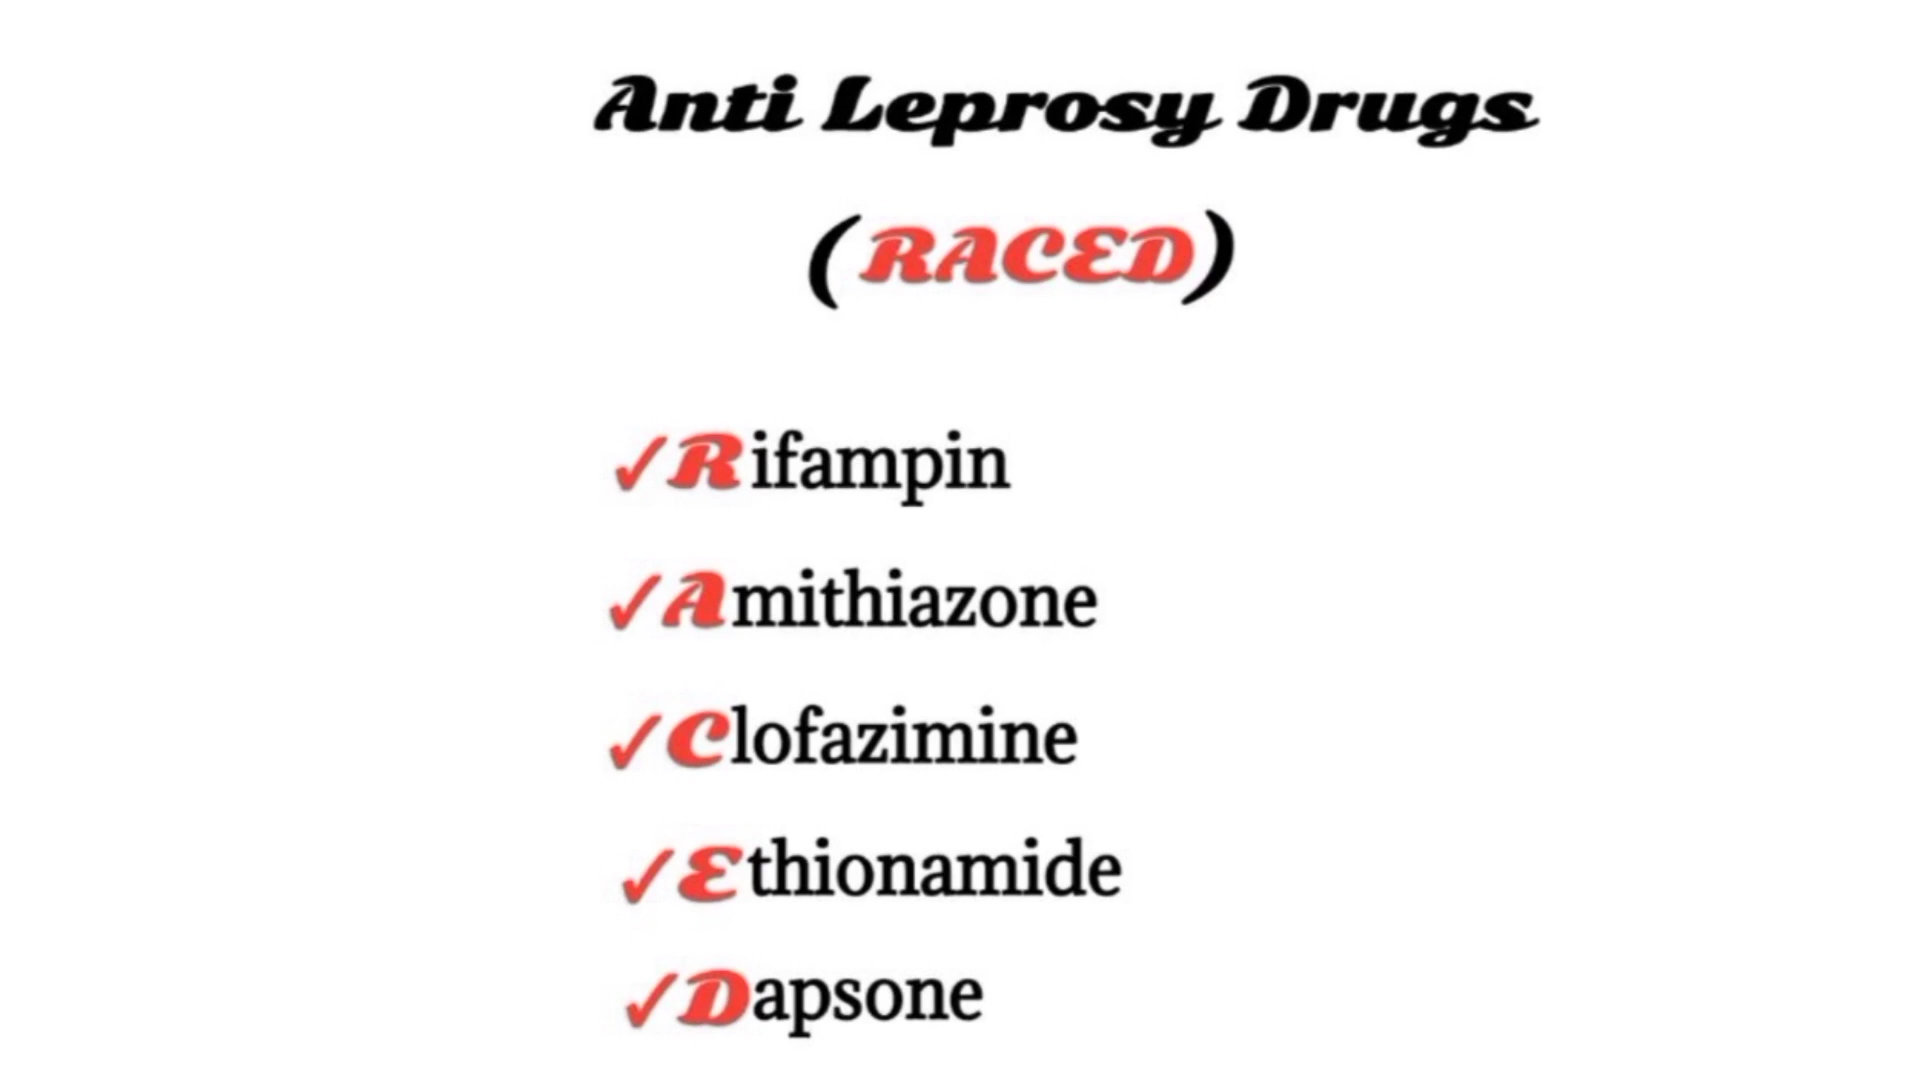 Anti Leprosy Drugs
(RACED)
✓Rifampin
✓Amithiazone
✓Clofazimine
✓Ethionamide
✓Dapsone